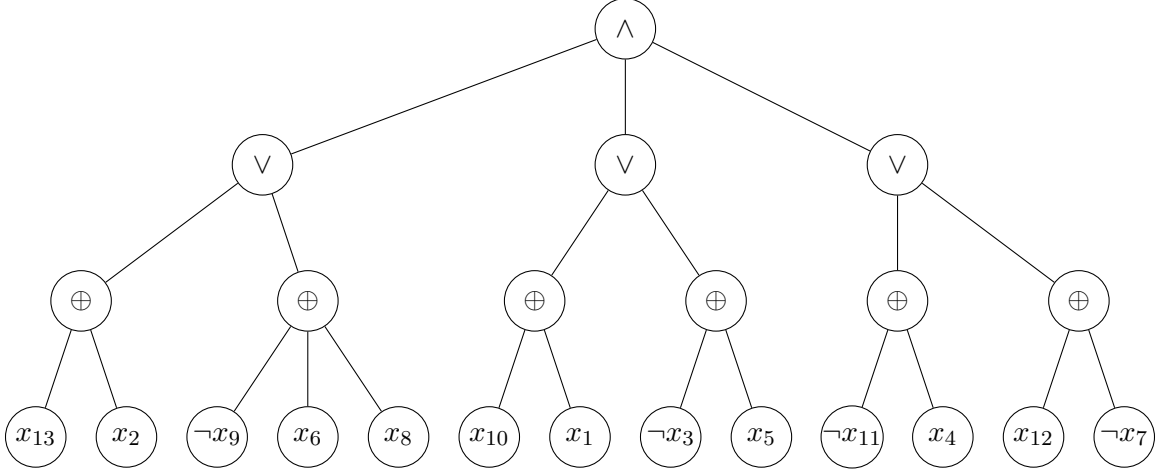 ∧
∨ ∨ ∨
⊕ ⊕ ⊕ ⊕ ⊕ ⊕
x₁₃ x₂ ¬x₉ x₆ x₈ x₁₀ x₁ ¬x₃ x₅ ¬x₁₁ x₄ x₁₂ ¬x₇